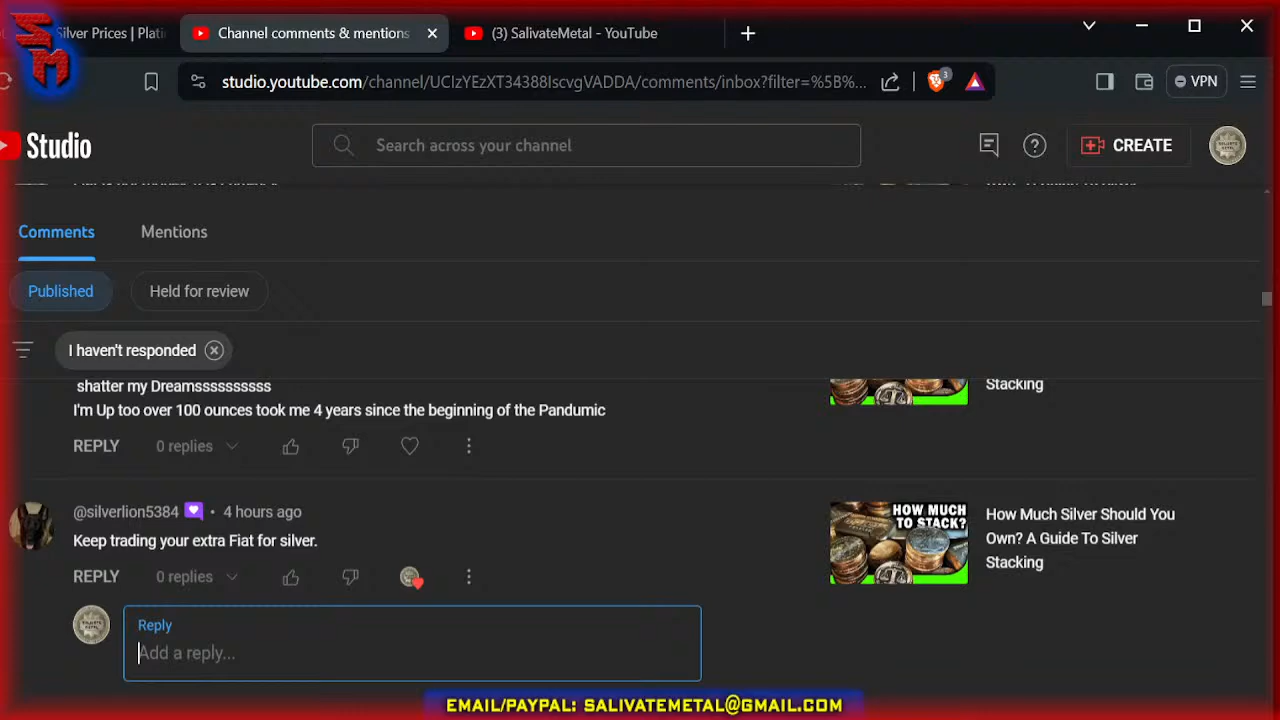 SM
Silver Prices | Plati
Channel comments & mentions
(3) SalivateMetal - YouTube
studio.youtube.com/channel/UCIzYEzXT34388IscvgVADDA/comments/inbox?filter=%5B%...
3
VPN
Studio
Search across your channel
CREATE
Comments
Mentions
Published
Held for review
I haven't responded
shatter my Dreamssssssssss
I'm Up too over 100 ounces took me 4 years since the beginning of the Pandumic
Stacking
REPLY
0 replies
@silverlion5384 • 4 hours ago
Keep trading your extra Fiat for silver.
REPLY
0 replies
HOW MUCH
TO STACK?
How Much Silver Should You
Own? A Guide To Silver
Stacking
Reply
Add a reply...
EMAIL/PAYPAL: SALIVATEMETAL@GMAIL.COM